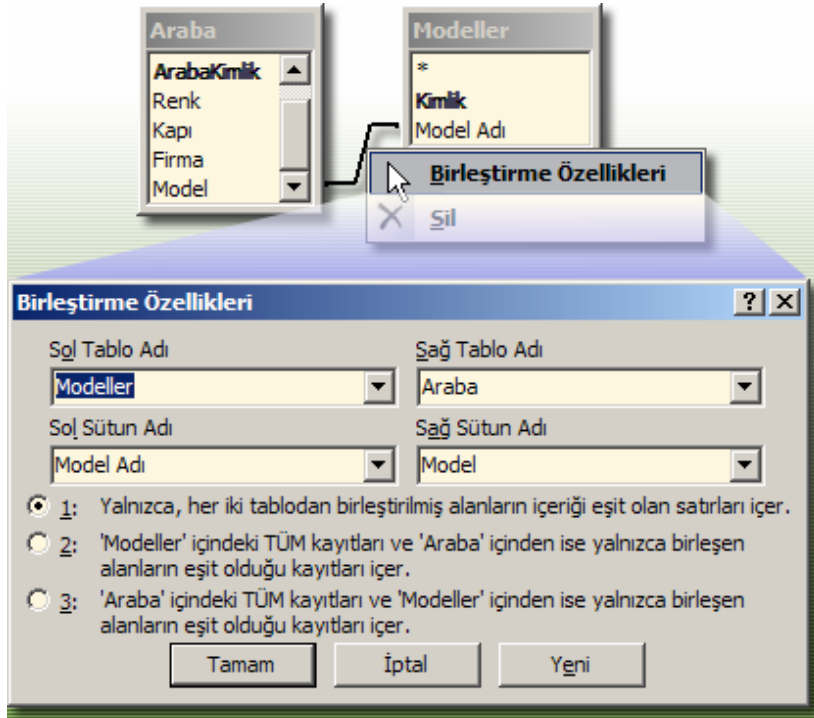 Araba
ArabaKimlik
Renk
Kapı
Firma
Model
Modeller
*
Kimlik
Model Adı
Birleştirme Özellikleri
Sil
Birleştirme Özellikleri
Sol Tablo Adı
Sağ Tablo Adı
Modeller
Araba
Sol Sütun Adı
Sağ Sütun Adı
Model Adı
Model
1: Yalnızca, her iki tablodan birleştirilmiş alanların içeriği eşit olan satırları içer.
2: 'Modeller' içindeki TÜM kayıtları ve 'Araba' içinden ise yalnızca birleşen
alanların eşit olduğu kayıtları içer.
3: 'Araba' içindeki TÜM kayıtları ve 'Modeller' içinden ise yalnızca birleşen
alanların eşit olduğu kayıtları içer.
Tamam
İptal
Yeni